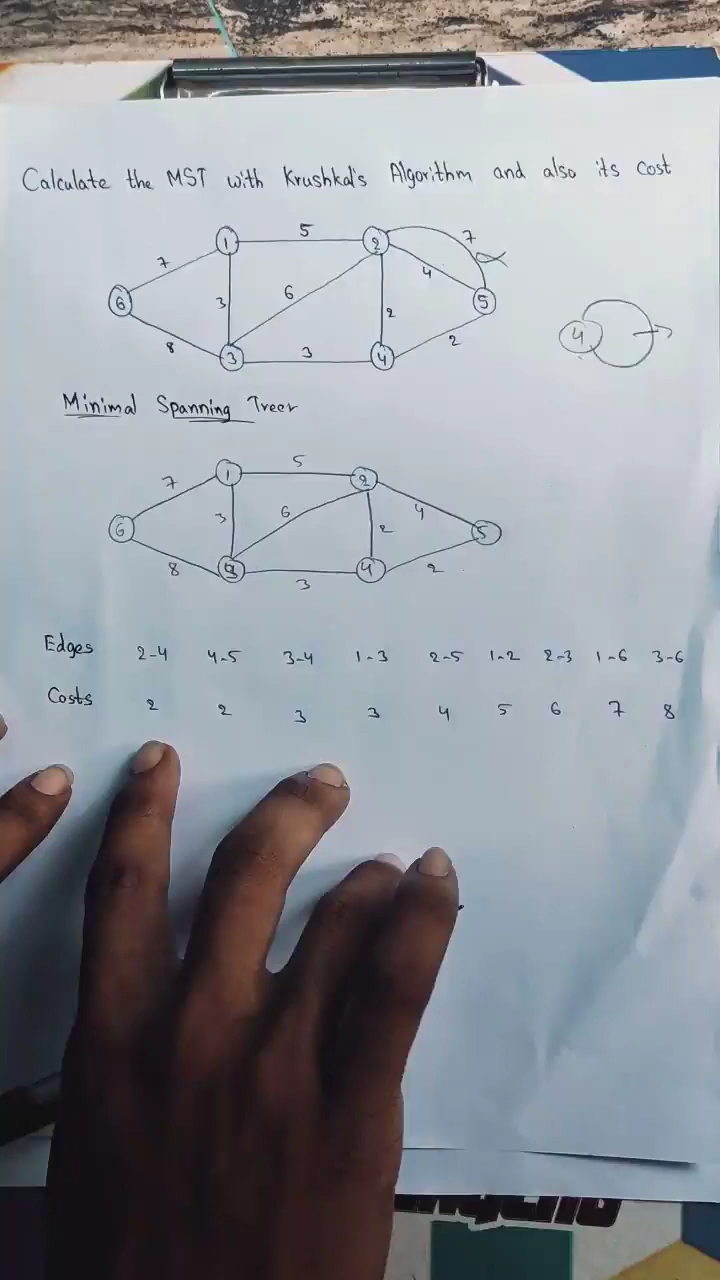 Calculate the MST with Krushkal's Algorithm and also its cost
1 5 2 7
7 4
6 3 6 2 5
8 3 3 4 2
4
Minimal Spanning Tree
1 5 2
7 3 6 4
6 2 5
8 3 3 4 2
Edges 2-4 4-5 3-4 1-3 2-5 1-2 2-3 1-6 3-6
Costs 2 2 3 3 4 5 6 7 8